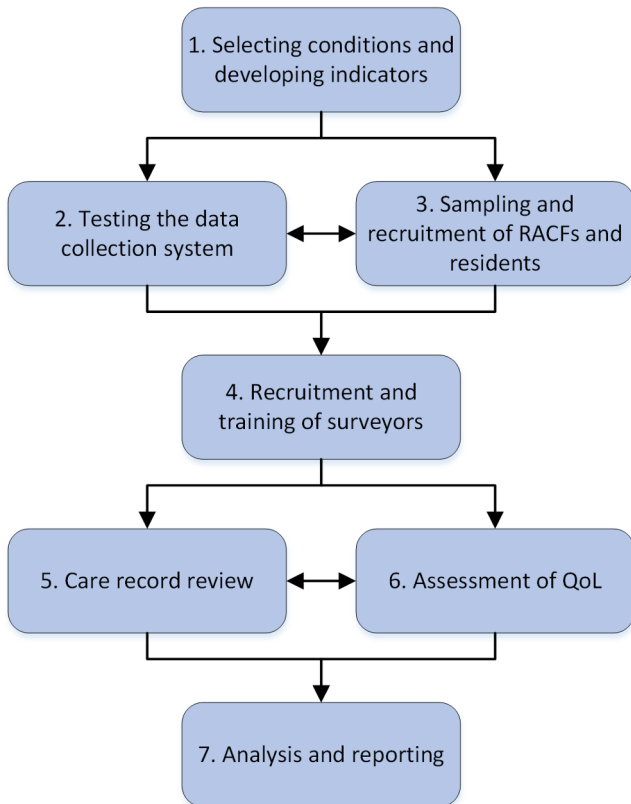 1. Selecting conditions and
developing indicators
2. Testing the data
collection system
3. Sampling and
recruitment of RACFs and
residents
4. Recruitment and
training of surveyors
5. Care record review
6. Assessment of QoL
7. Analysis and reporting